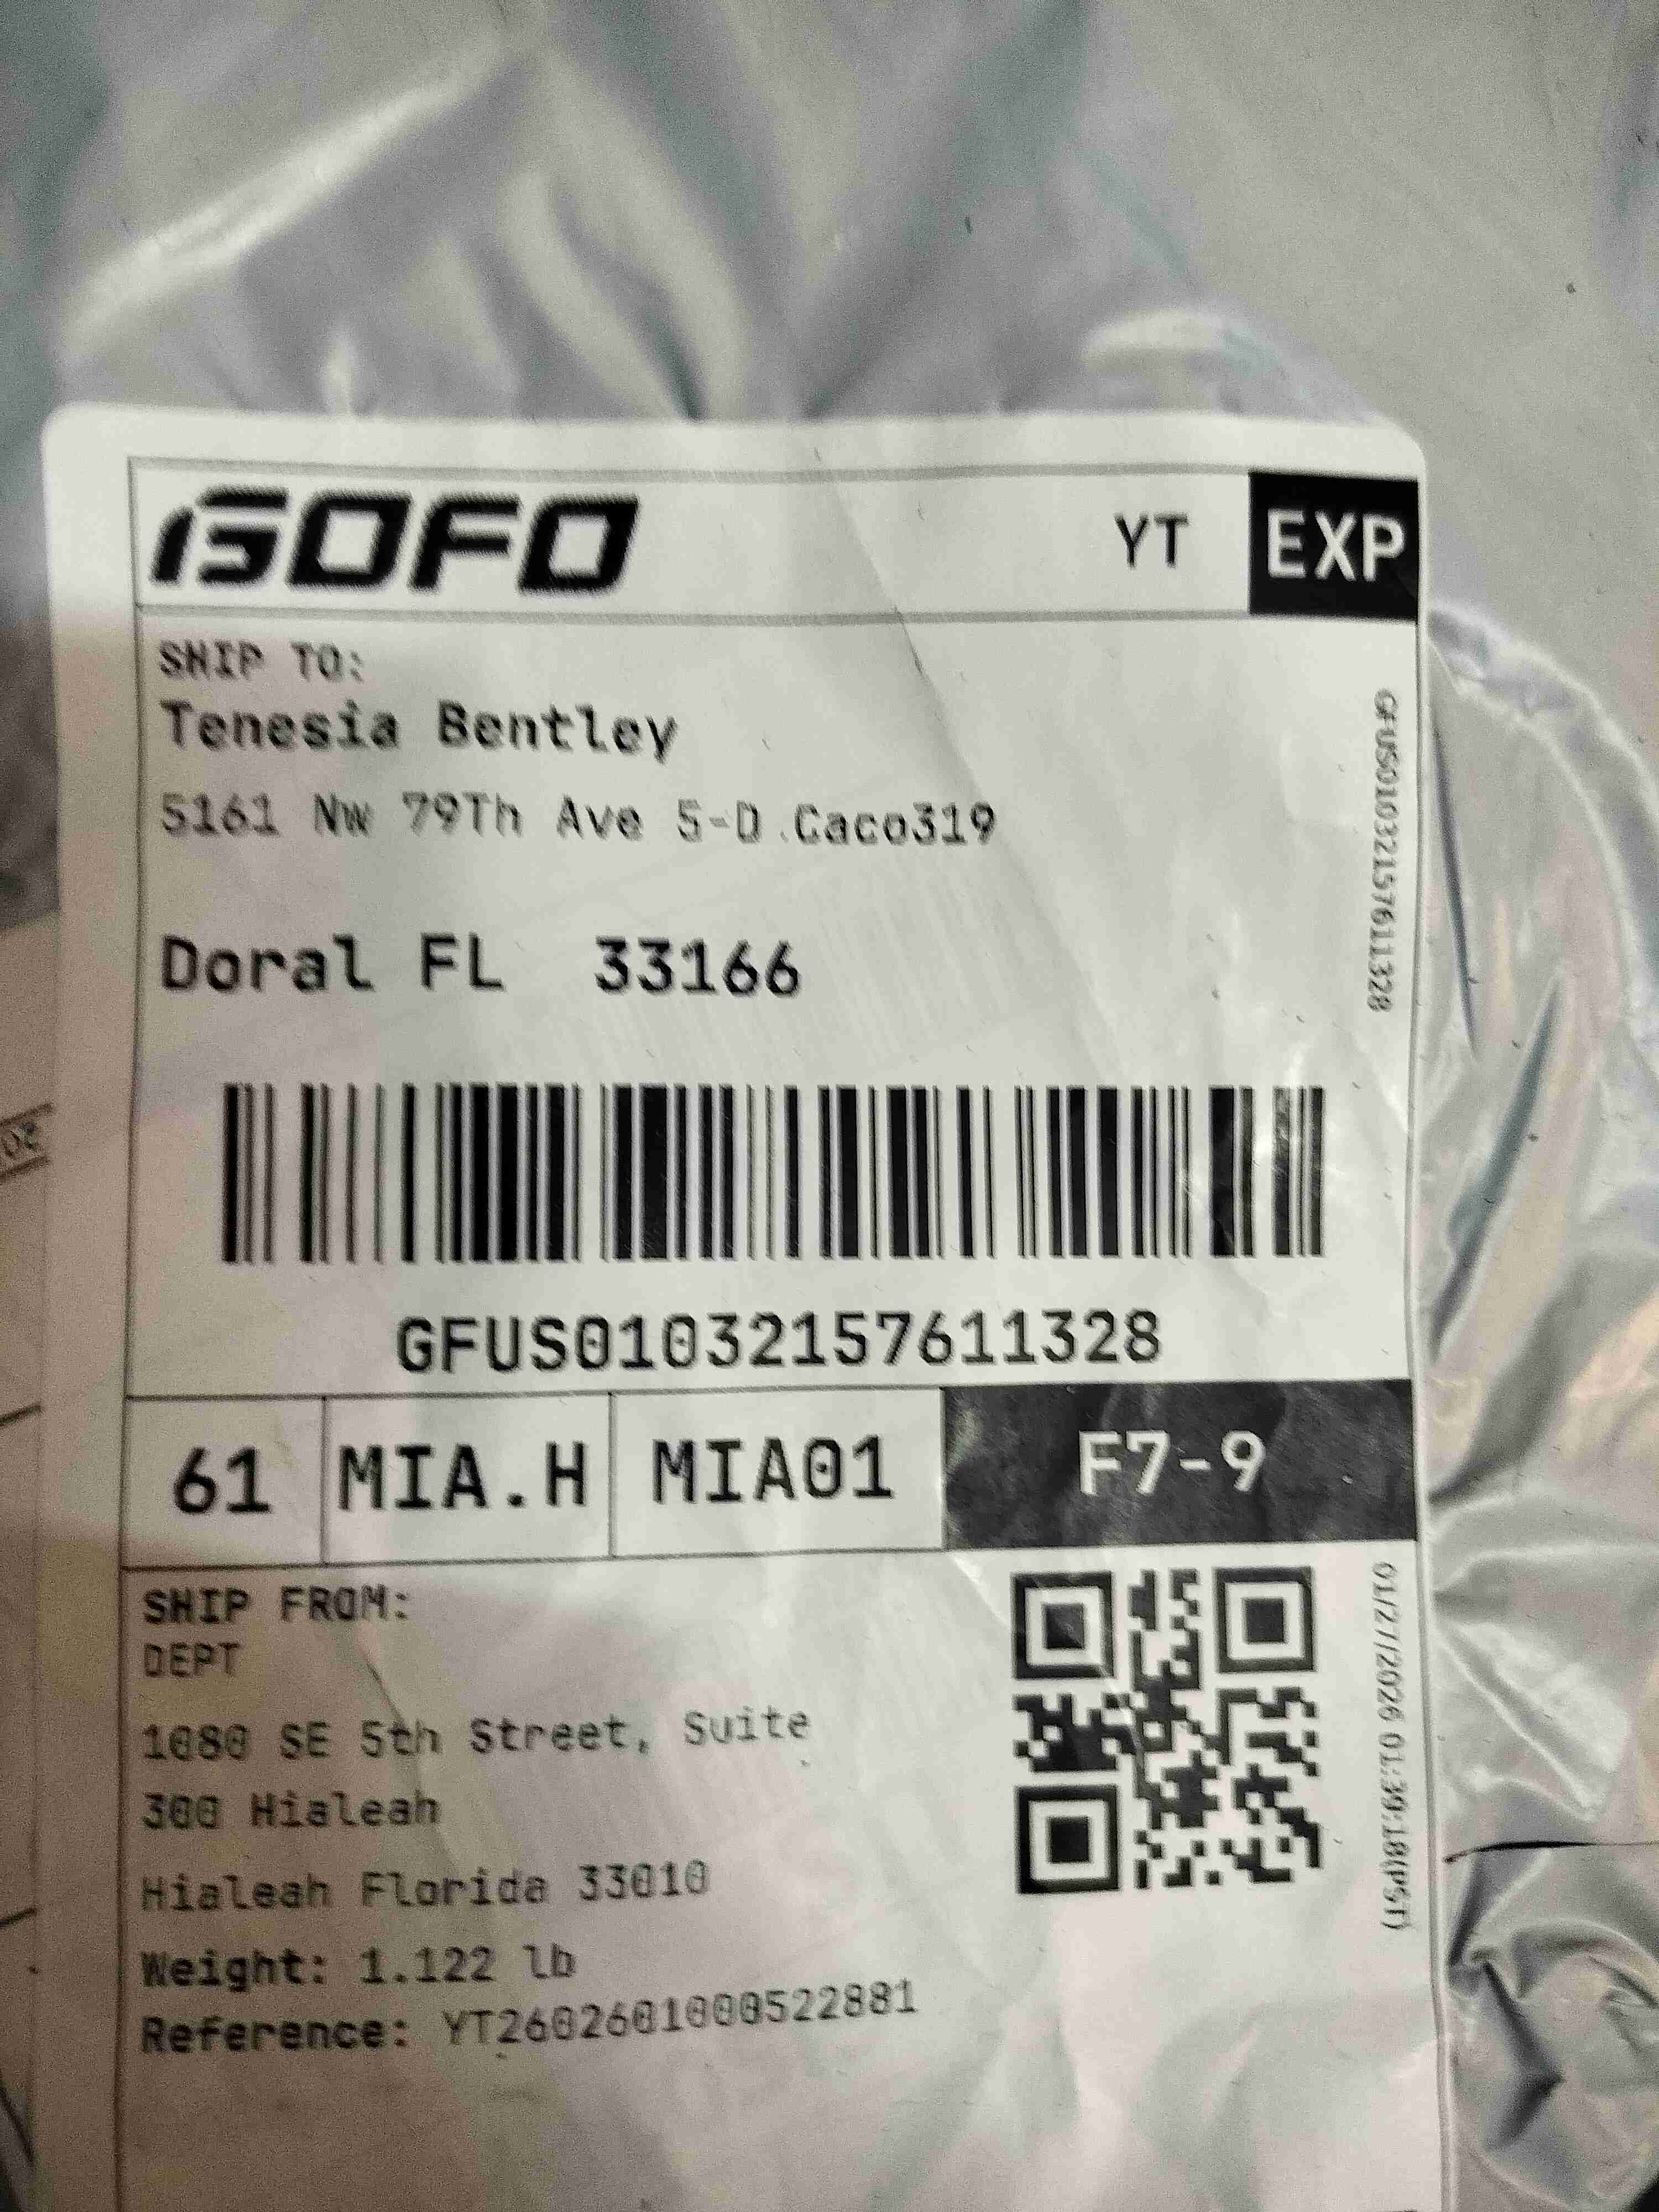 GOFO YT EXP
SHIP TO:
Tenesia Bentley
5161 Nw 79Th Ave 5-D.Caco319
Doral FL 33166
GFUS01032157611328
GFUS01032157611328
61 MIA.H MIA01 F7-9
SHIP FROM:
DEPT
1080 SE 5th Street, Suite
300 Hialeah
Hialeah Florida 33010
Weight: 1.122 lb
Reference: YT2602601000522881
01/27/2026 01:39:18(PST)